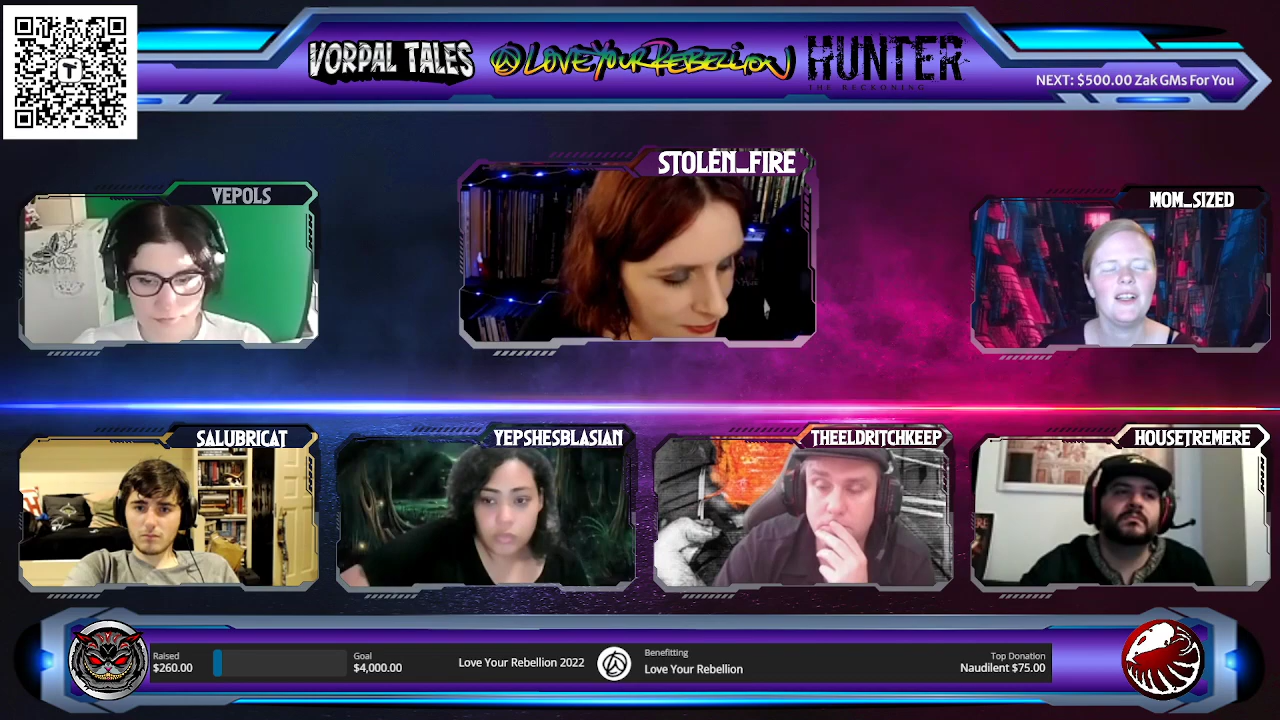 VORPAL TALES
@LOVEYOURREBELLION
HUNTER
THE RECKONING
NEXT: $500.00 Zak GMs For You
T
VEPOLS
STOLEN_FIRE
MOM_SIZED
SALUBRICAT
YEPSHESBLASIAN
THEELDRITCHKEEP
HOUSETREMERE
Raised
$260.00
Goal
$4,000.00
Love Your Rebellion 2022
Benefitting
Love Your Rebellion
Top Donation
Naudilent $75.00